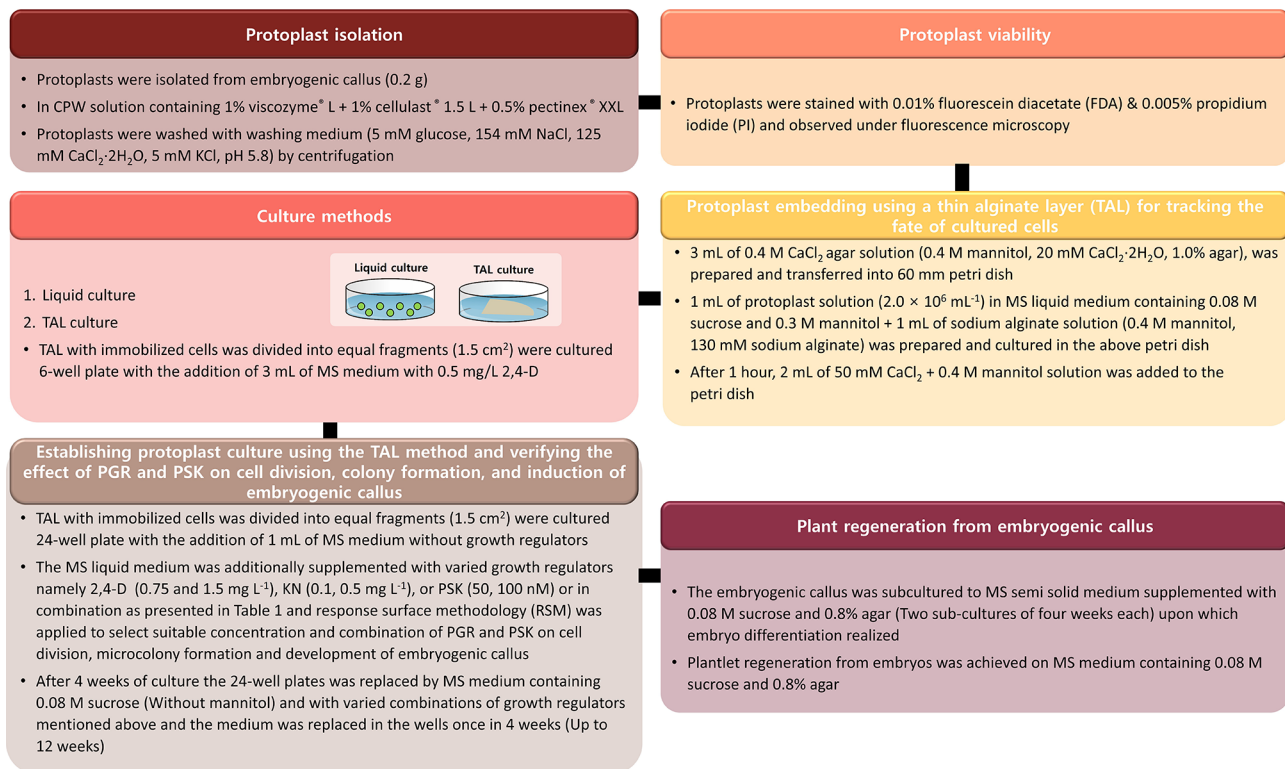 Protoplast isolation
• Protoplasts were isolated from embryogenic callus (0.2 g)
• In CPW solution containing 1% viscozyme® L + 1% cellulast® 1.5 L + 0.5% pectinex® XXL
• Protoplasts were washed with washing medium (5 mM glucose, 154 mM NaCl, 125
mM CaCl₂·2H₂O, 5 mM KCl, pH 5.8) by centrifugation
Protoplast viability
• Protoplasts were stained with 0.01% fluorescein diacetate (FDA) & 0.005% propidium
iodide (PI) and observed under fluorescence microscopy
Protoplast embedding using a thin alginate layer (TAL) for tracking the
fate of cultured cells
• 3 mL of 0.4 M CaCl₂ agar solution (0.4 M mannitol, 20 mM CaCl₂·2H₂O, 1.0% agar), was
prepared and transferred into 60 mm petri dish
• 1 mL of protoplast solution (2.0 × 10⁶ mL⁻¹) in MS liquid medium containing 0.08 M
sucrose and 0.3 M mannitol + 1 mL of sodium alginate solution (0.4 M mannitol,
130 mM sodium alginate) was prepared and cultured in the above petri dish
• After 1 hour, 2 mL of 50 mM CaCl₂ + 0.4 M mannitol solution was added to the
petri dish
Culture methods
Liquid culture
TAL culture
1. Liquid culture
2. TAL culture
• TAL with immobilized cells was divided into equal fragments (1.5 cm²) were cultured
6-well plate with the addition of 3 mL of MS medium with 0.5 mg/L 2,4-D
Establishing protoplast culture using the TAL method and verifying the
effect of PGR and PSK on cell division, colony formation, and induction of
embryogenic callus
• TAL with immobilized cells was divided into equal fragments (1.5 cm²) were cultured
24-well plate with the addition of 1 mL of MS medium without growth regulators
• The MS liquid medium was additionally supplemented with varied growth regulators
namely 2,4-D (0.75 and 1.5 mg L⁻¹), KN (0.1, 0.5 mg L⁻¹), or PSK (50, 100 nM) or in
combination as presented in Table 1 and response surface methodology (RSM) was
applied to select suitable concentration and combination of PGR and PSK on cell
division, microcolony formation and development of embryogenic callus
• After 4 weeks of culture the 24-well plates was replaced by MS medium containing
0.08 M sucrose (Without mannitol) and with varied combinations of growth regulators
mentioned above and the medium was replaced in the wells once in 4 weeks (Up to
12 weeks)
Plant regeneration from embryogenic callus
• The embryogenic callus was subcultured to MS semi solid medium supplemented with
0.08 M sucrose and 0.8% agar (Two sub-cultures of four weeks each) upon which
embryo differentiation realized
• Plantlet regeneration from embryos was achieved on MS medium containing 0.08 M
sucrose and 0.8% agar